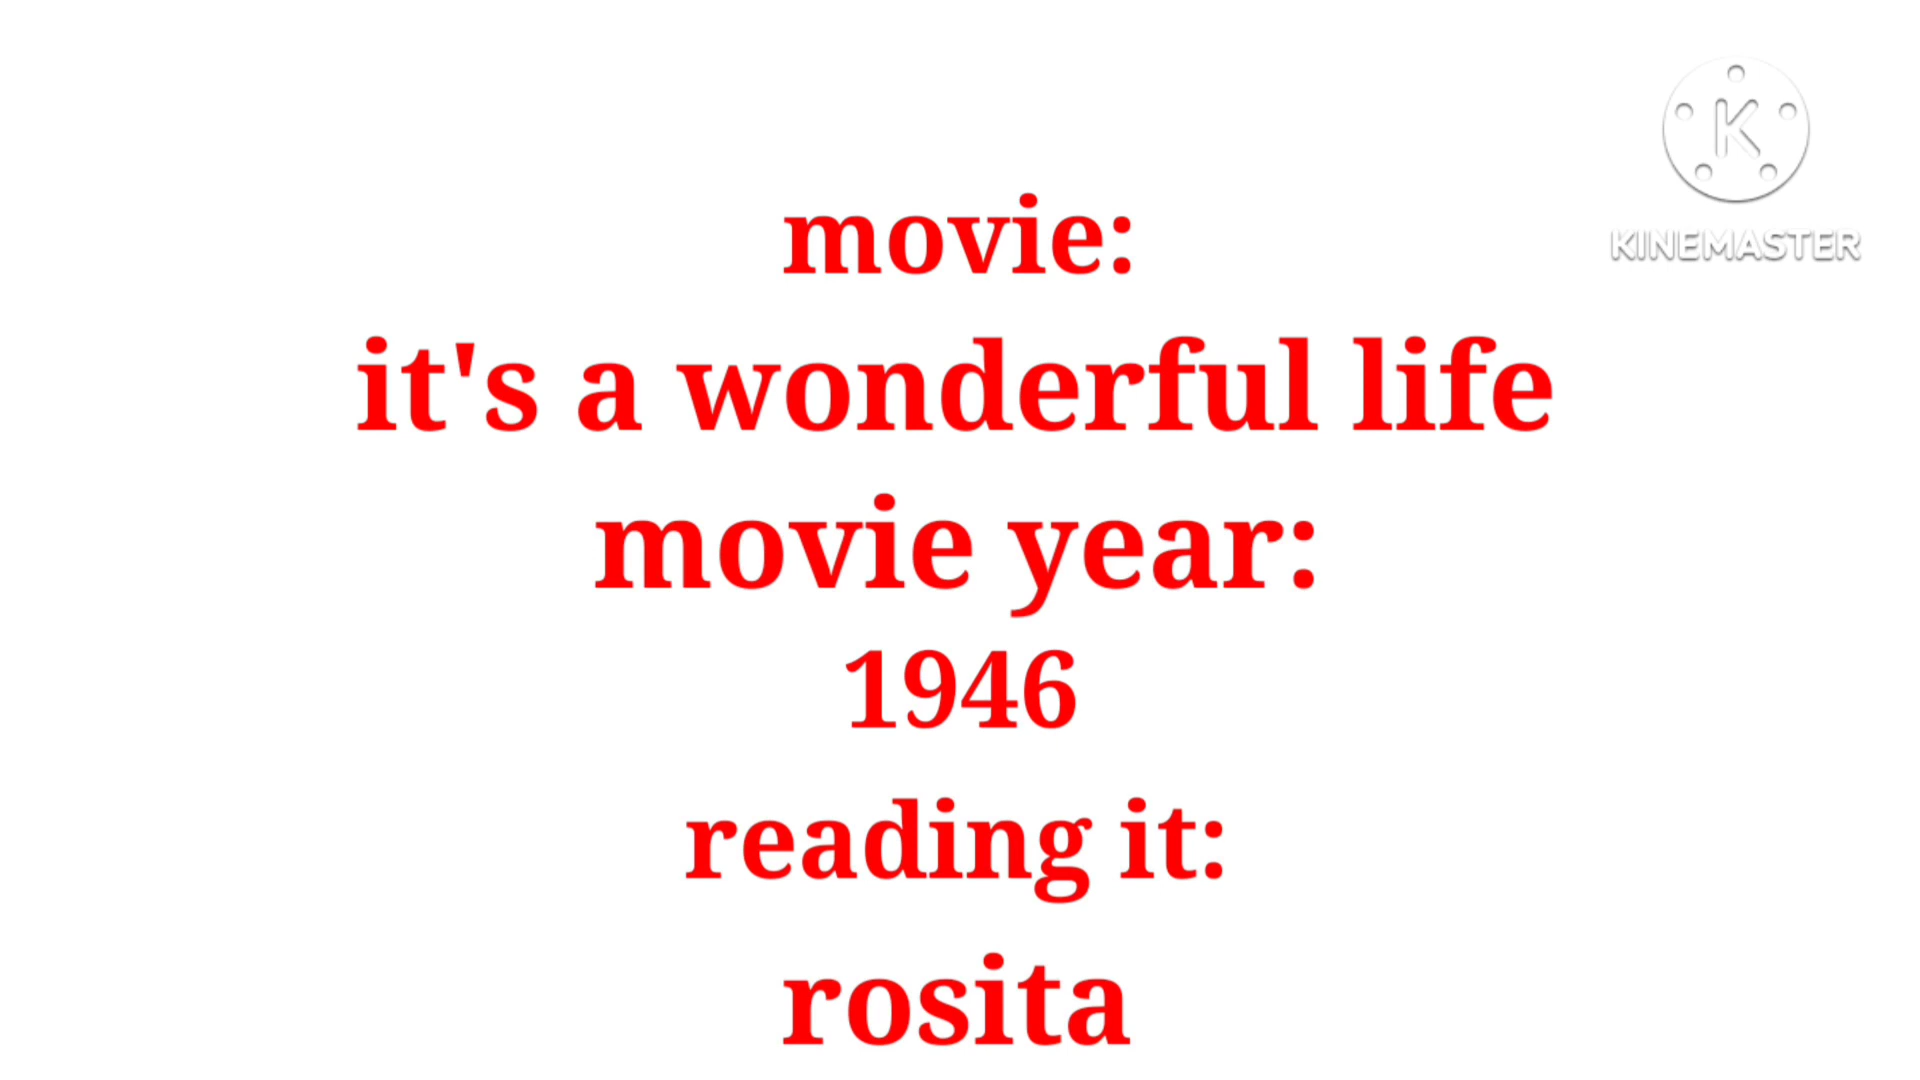 K
KINEMASTER
movie:
it's a wonderful life
movie year:
1946
reading it:
rosita